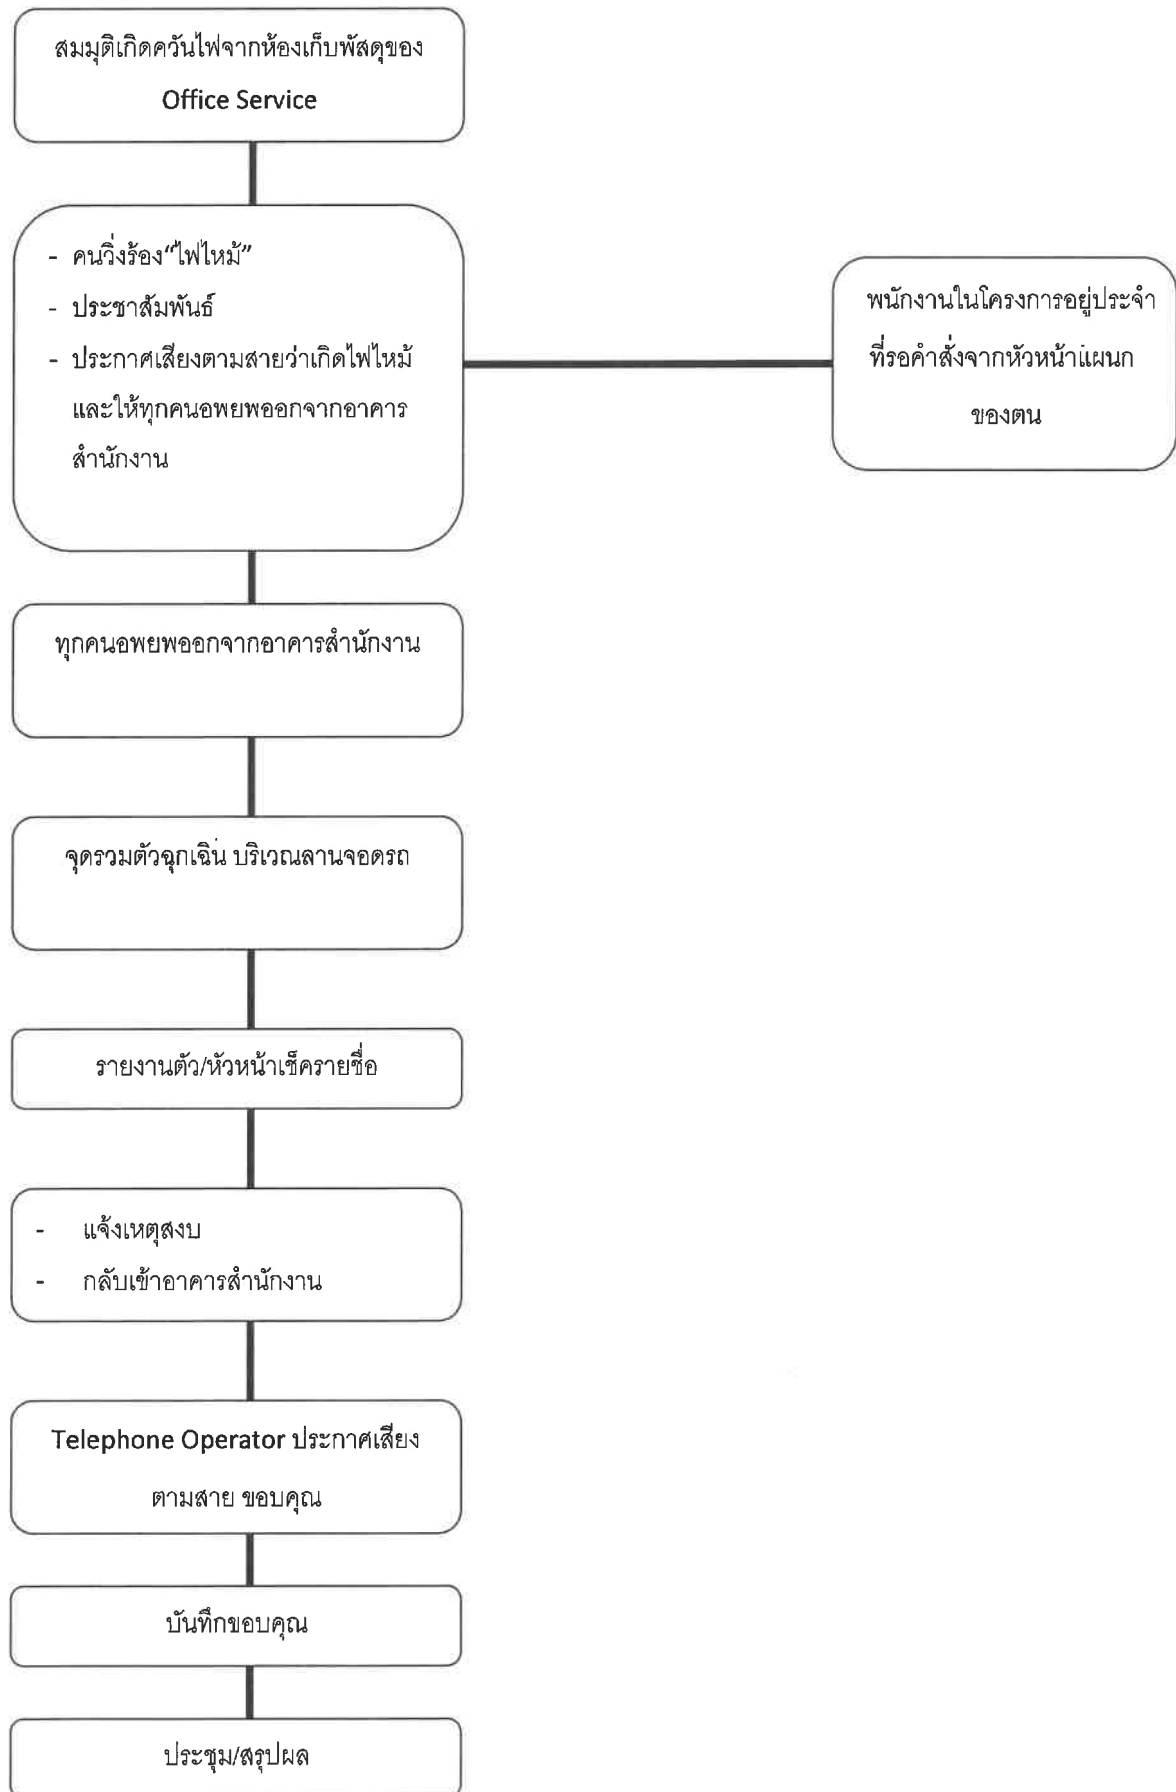 สมมุติเกิดควันไฟจากห้องเก็บพัสดุของ
Office Service
- คนวิ่งร้อง“ไฟไหม้”
- ประชาสัมพันธ์
- ประกาศเสียงตามสายว่าเกิดไฟไหม้
และให้ทุกคนอพยพออกจากอาคาร
สำนักงาน
พนักงานในโครงการอยู่ประจำ
ที่รอคำสั่งจากหัวหน้าแผนก
ของตน
ทุกคนอพยพออกจากอาคารสำนักงาน
จุดรวมตัวฉุกเฉิน บริเวณลานจอดรถ
รายงานตัว/หัวหน้าเช็ครายชื่อ
- แจ้งเหตุสงบ
- กลับเข้าอาคารสำนักงาน
Telephone Operator ประกาศเสียง
ตามสาย ขอบคุณ
บันทึกขอบคุณ
ประชุม/สรุปผล